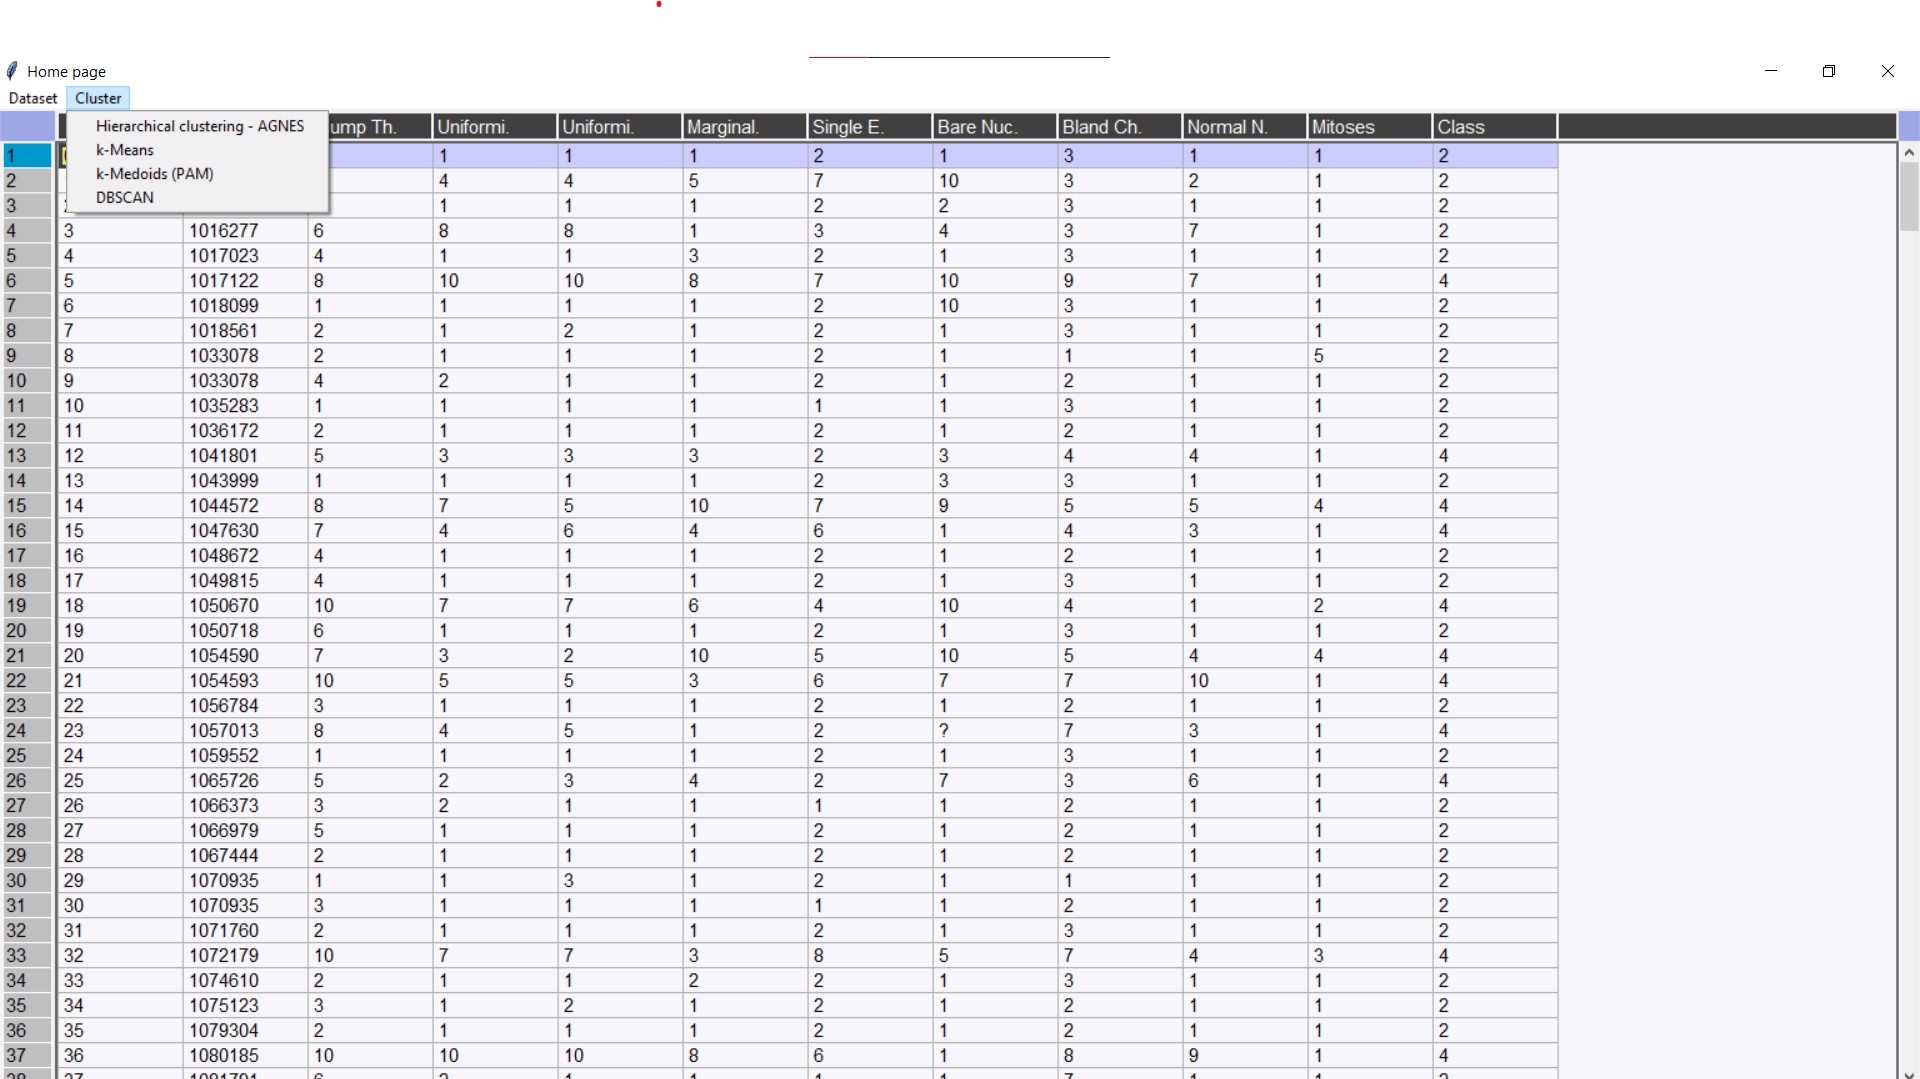 Home page
Dataset Cluster
Hierarchical clustering - AGNES
k-Means
k-Medoids (PAM)
DBSCAN
ump Th. Uniformi. Uniformi. Marginal. Single E. Bare Nuc. Bland Ch. Normal N. Mitoses Class
1 1 1 1 2 1 3 1 1 2
2 4 4 5 7 10 3 2 1 2
3 1 1 1 2 2 3 1 1 2
4 3 1016277 6 8 8 1 3 4 3 7 1 2
5 4 1017023 4 1 1 3 2 1 3 1 1 2
6 5 1017122 8 10 10 8 7 10 9 7 1 4
7 6 1018099 1 1 1 1 2 10 3 1 1 2
8 7 1018561 2 1 2 1 2 1 3 1 1 2
9 8 1033078 2 1 1 1 2 1 1 1 5 2
10 9 1033078 4 2 1 1 2 1 2 1 1 2
11 10 1035283 1 1 1 1 1 1 3 1 1 2
12 11 1036172 2 1 1 1 2 1 2 1 1 2
13 12 1041801 5 3 3 3 2 3 4 4 1 4
14 13 1043999 1 1 1 1 2 3 3 1 1 2
15 14 1044572 8 7 5 10 7 9 5 5 4 4
16 15 1047630 7 4 6 4 6 1 4 3 1 4
17 16 1048672 4 1 1 1 2 1 2 1 1 2
18 17 1049815 4 1 1 1 2 1 3 1 1 2
19 18 1050670 10 7 7 6 4 10 4 1 2 4
20 19 1050718 6 1 1 1 2 1 3 1 1 2
21 20 1054590 7 3 2 10 5 10 5 4 4 4
22 21 1054593 10 5 5 3 6 7 7 10 1 4
23 22 1056784 3 1 1 1 2 1 2 1 1 2
24 23 1057013 8 4 5 1 2 ? 7 3 1 4
25 24 1059552 1 1 1 1 2 1 3 1 1 2
26 25 1065726 5 2 3 4 2 7 3 6 1 4
27 26 1066373 3 2 1 1 1 1 2 1 1 2
28 27 1066979 5 1 1 1 2 1 2 1 1 2
29 28 1067444 2 1 1 1 2 1 2 1 1 2
30 29 1070935 1 1 3 1 2 1 1 1 1 2
31 30 1070935 3 1 1 1 1 1 2 1 1 2
32 31 1071760 2 1 1 1 2 1 3 1 1 2
33 32 1072179 10 7 7 3 8 5 7 4 3 4
34 33 1074610 2 1 1 2 2 1 3 1 1 2
35 34 1075123 3 1 2 1 2 1 2 1 1 2
36 35 1079304 2 1 1 1 2 1 2 1 1 2
37 36 1080185 10 10 10 8 6 1 8 9 1 4